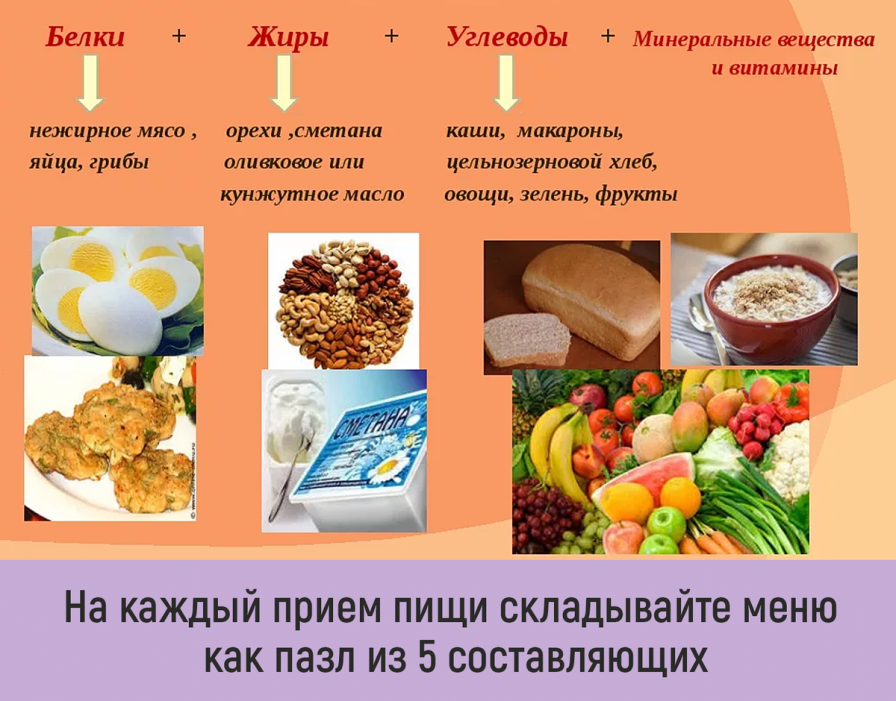 Белки + Жиры + Углеводы + Минеральные вещества
и витамины
нежирное мясо ,
яйца, грибы
орехи ,сметана
оливковое или
кунжутное масло
каши, макароны,
цельнозерновой хлеб,
овощи, зелень, фрукты
СМЕТАНА
На каждый прием пищи складывайте меню
как пазл из 5 составляющих